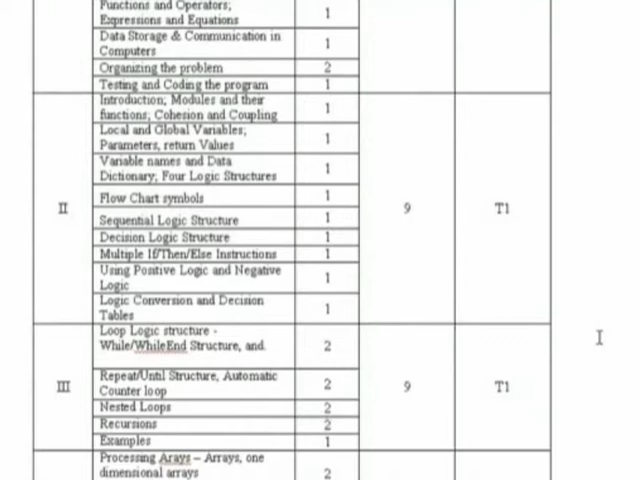 Functions and Operators;
Expressions and Equations
1
Data Storage & Communication in
Computers
1
Organizing the problem
2
Testing and Coding the program
1
II
Introduction; Modules and their
functions; Cohesion and Coupling
1
Local and Global Variables;
Parameters, return Values
1
Variable names and Data
Dictionary; Four Logic Structures
1
Flow Chart symbols
1
Sequential Logic Structure
1
Decision Logic Structure
1
Multiple If/Then/Else Instructions
1
Using Positive Logic and Negative
Logic
1
Logic Conversion and Decision
Tables
1
9
T1
III
Loop Logic structure -
While/WhileEnd Structure, and
2
Repeat/Until Structure, Automatic
Counter loop
2
Nested Loops
2
Recursions
2
Examples
1
9
T1
Processing Arays – Arrays, one
dimensional arrays
2